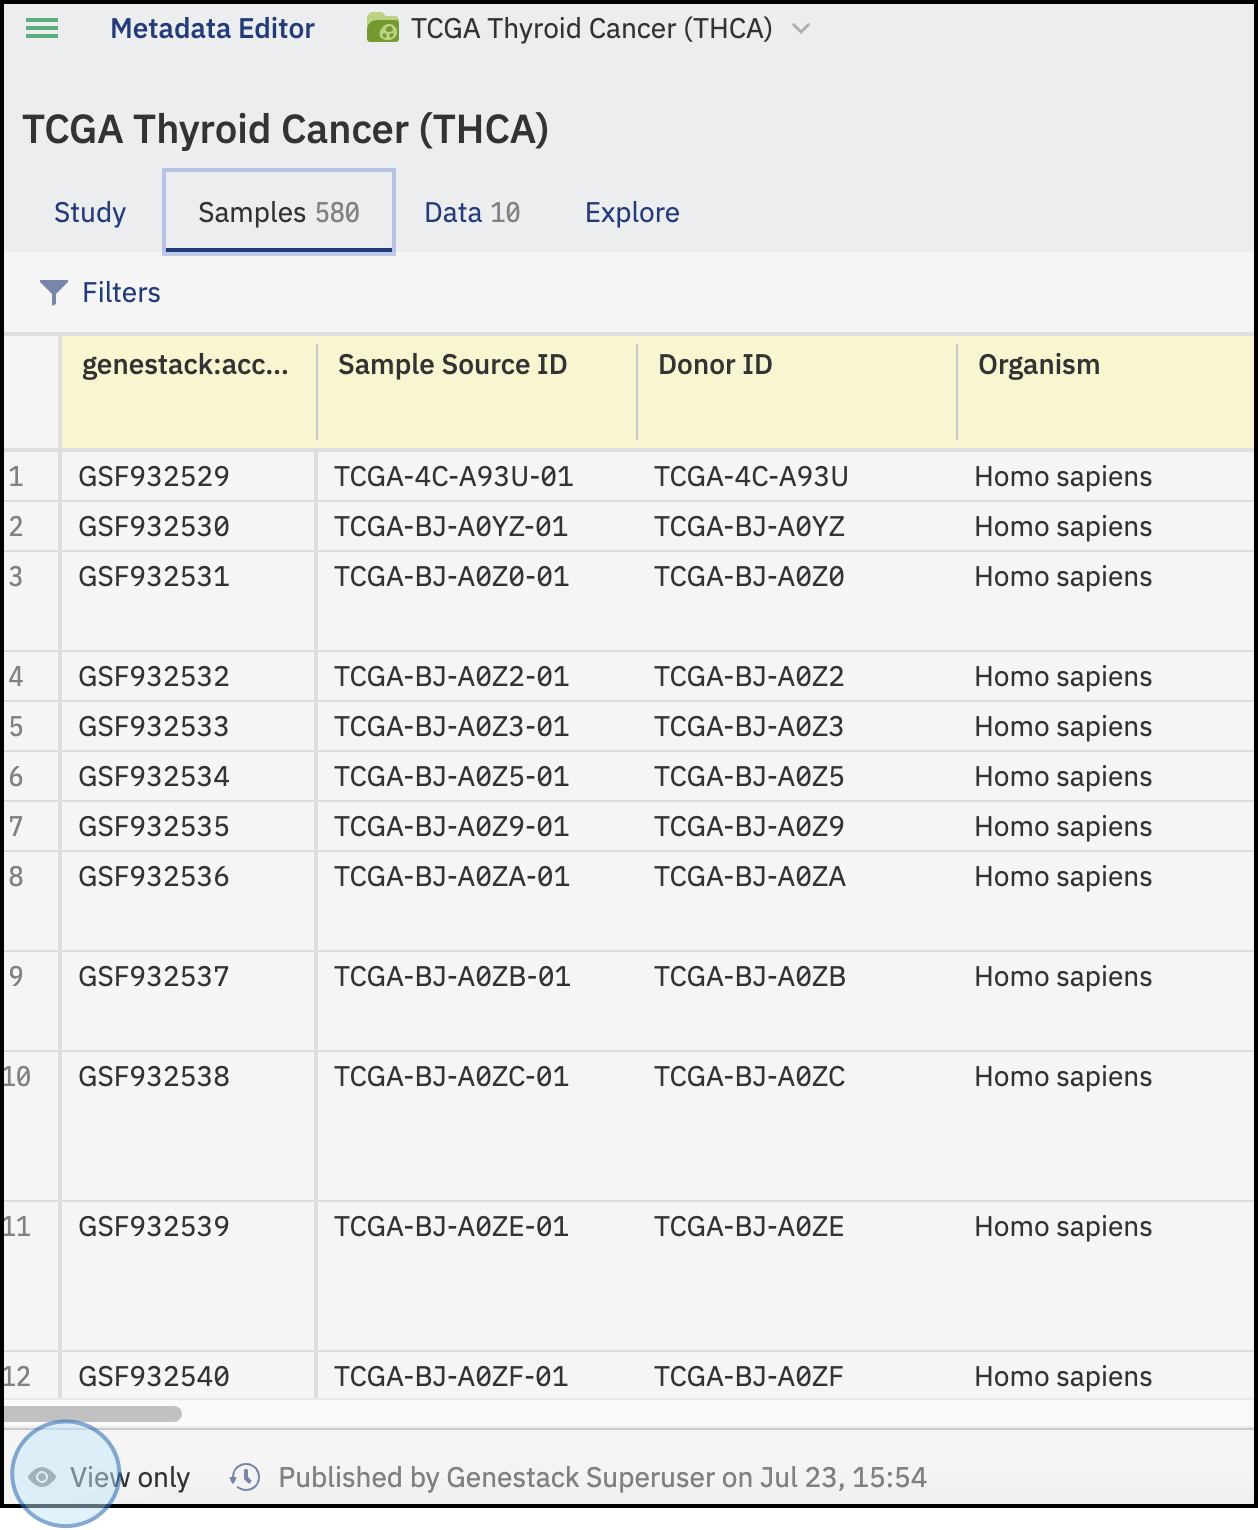 Metadata Editor TCGA Thyroid Cancer (THCA)
TCGA Thyroid Cancer (THCA)
Study Samples 580 Data 10 Explore
Filters
genestack:acc... Sample Source ID Donor ID Organism
1 GSF932529 TCGA-4C-A93U-01 TCGA-4C-A93U Homo sapiens
2 GSF932530 TCGA-BJ-A0YZ-01 TCGA-BJ-A0YZ Homo sapiens
3 GSF932531 TCGA-BJ-A0Z0-01 TCGA-BJ-A0Z0 Homo sapiens
4 GSF932532 TCGA-BJ-A0Z2-01 TCGA-BJ-A0Z2 Homo sapiens
5 GSF932533 TCGA-BJ-A0Z3-01 TCGA-BJ-A0Z3 Homo sapiens
6 GSF932534 TCGA-BJ-A0Z5-01 TCGA-BJ-A0Z5 Homo sapiens
7 GSF932535 TCGA-BJ-A0Z9-01 TCGA-BJ-A0Z9 Homo sapiens
8 GSF932536 TCGA-BJ-A0ZA-01 TCGA-BJ-A0ZA Homo sapiens
9 GSF932537 TCGA-BJ-A0ZB-01 TCGA-BJ-A0ZB Homo sapiens
10 GSF932538 TCGA-BJ-A0ZC-01 TCGA-BJ-A0ZC Homo sapiens
11 GSF932539 TCGA-BJ-A0ZE-01 TCGA-BJ-A0ZE Homo sapiens
12 GSF932540 TCGA-BJ-A0ZF-01 TCGA-BJ-A0ZF Homo sapiens
View only Published by Genestack Superuser on Jul 23, 15:54